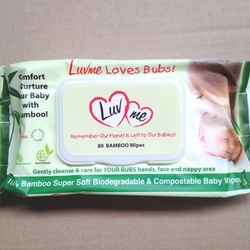 Luvme Loves Bubs!
Comfort
Nurture
Your Baby
with
Bamboo!
Luv me
Remember Our Planet is Left to Our Babies!
80 BAMBOO Wipes
Gently cleanse & care for YOUR BUBS hands, face and nappy area
Bamboo Super Soft Biodegradable & Compostable Baby Wipes